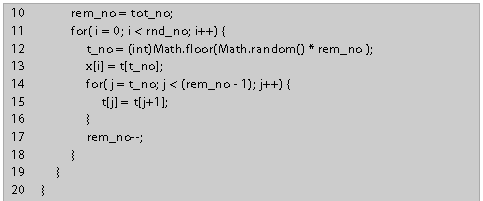 10 rem_no = tot_no;
11 for( i = 0; i < rnd_no; i++) {
12 t_no = (int)Math.floor(Math.random() * rem_no );
13 x[i] = t[t_no];
14 for( j = t_no; j < (rem_no - 1); j++) {
15 t[j] = t[j+1];
16 }
17 rem_no--;
18 }
19 }
20 }